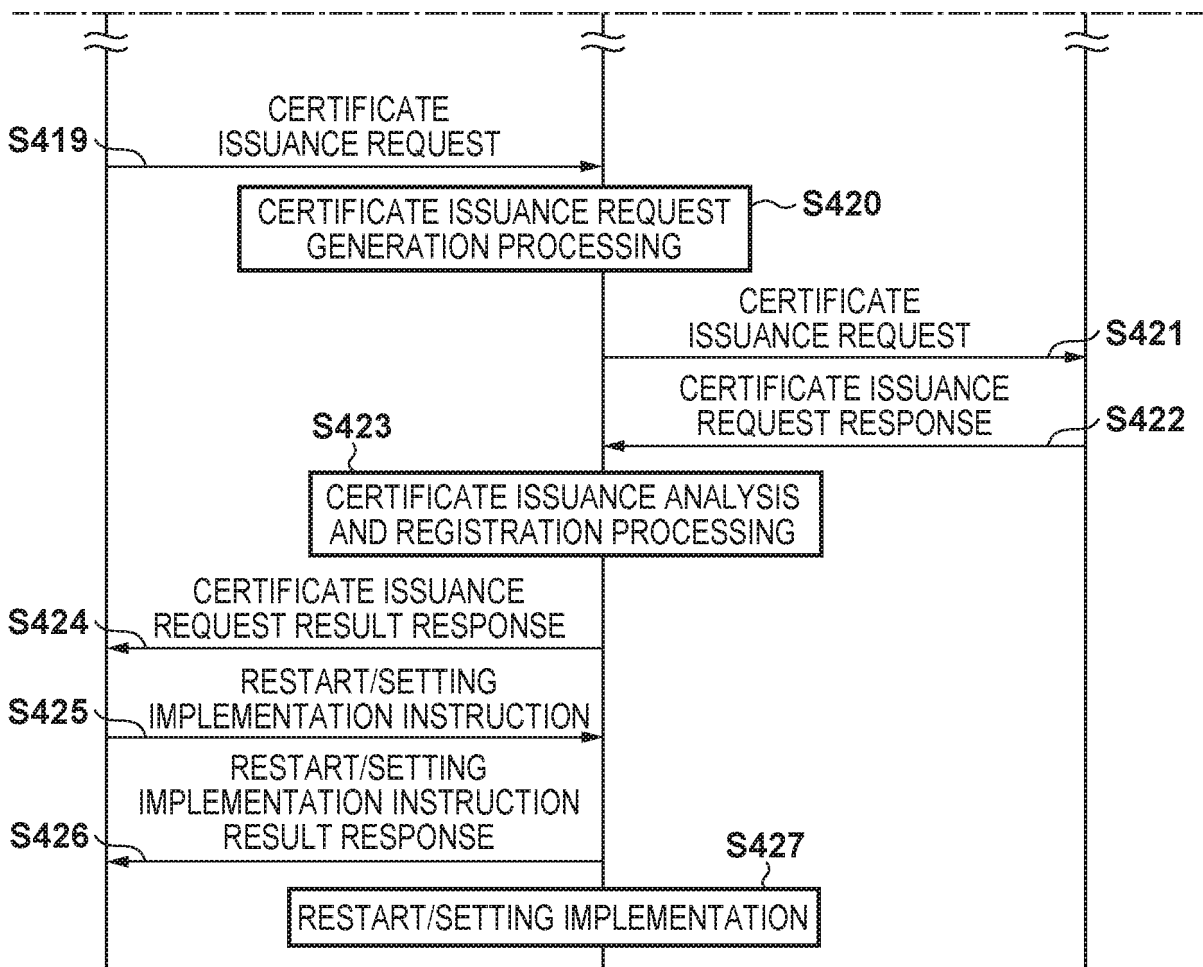 CERTIFICATE
ISSUANCE REQUEST
S419
CERTIFICATE ISSUANCE REQUEST
GENERATION PROCESSING
S420
CERTIFICATE
ISSUANCE REQUEST
S421
CERTIFICATE ISSUANCE
REQUEST RESPONSE
S422
S423
CERTIFICATE ISSUANCE ANALYSIS
AND REGISTRATION PROCESSING
CERTIFICATE ISSUANCE
REQUEST RESULT RESPONSE
S424
RESTART/SETTING
IMPLEMENTATION INSTRUCTION
S425
RESTART/SETTING
IMPLEMENTATION INSTRUCTION
RESULT RESPONSE
S426
S427
RESTART/SETTING IMPLEMENTATION